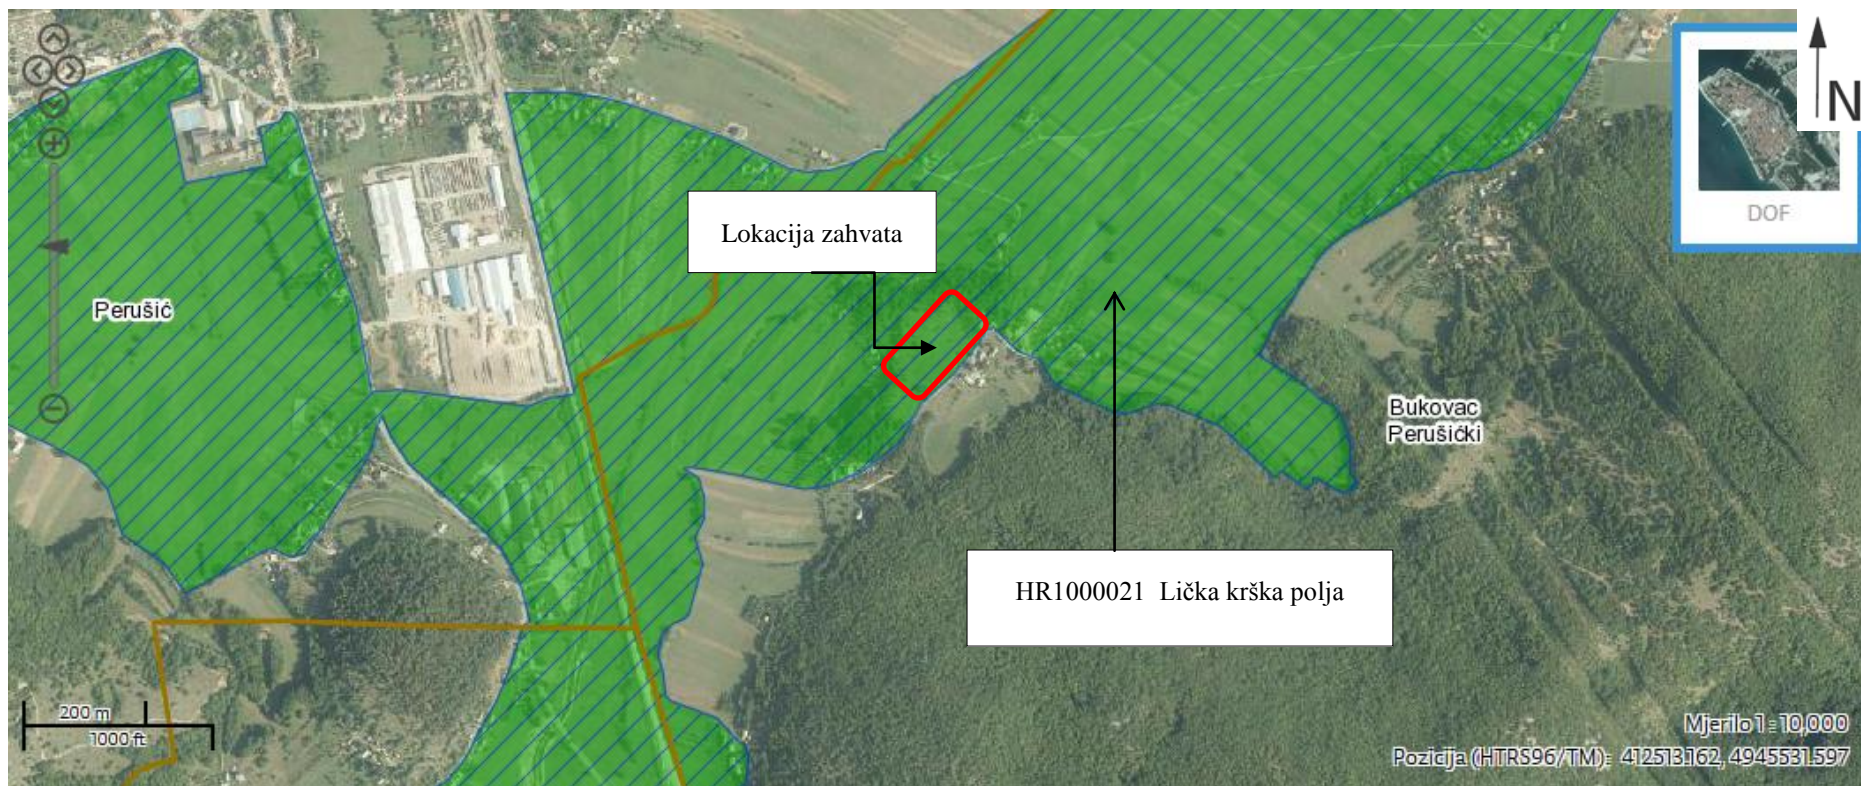 N
DOF
Lokacija zahvata
Perušić
Bukovac
Perušićki
HR1000021 Lička krška polja
200 m
1000 ft
Mjerilo 1 : 10,000
Pozicija (HTRS96/TM): 412513.162, 4945531.597